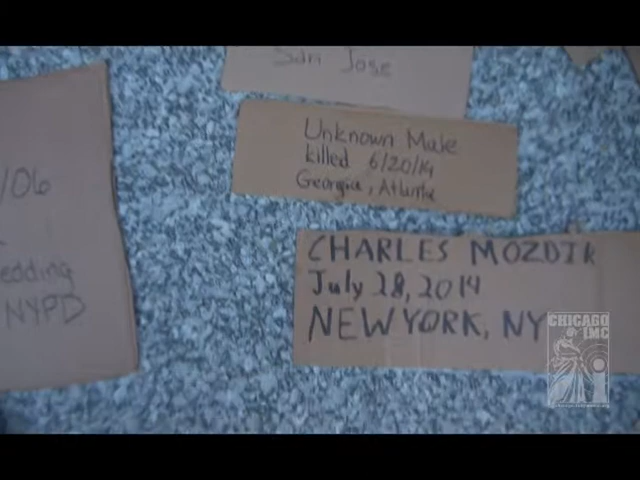 San Jose
Unknown Male
killed 6/20/14
Georgia, Atlanta
/06
edding
NYPD
CHARLES MOZDIR
July 28, 2014
NEW YORK, NY
CHICAGO
IMC